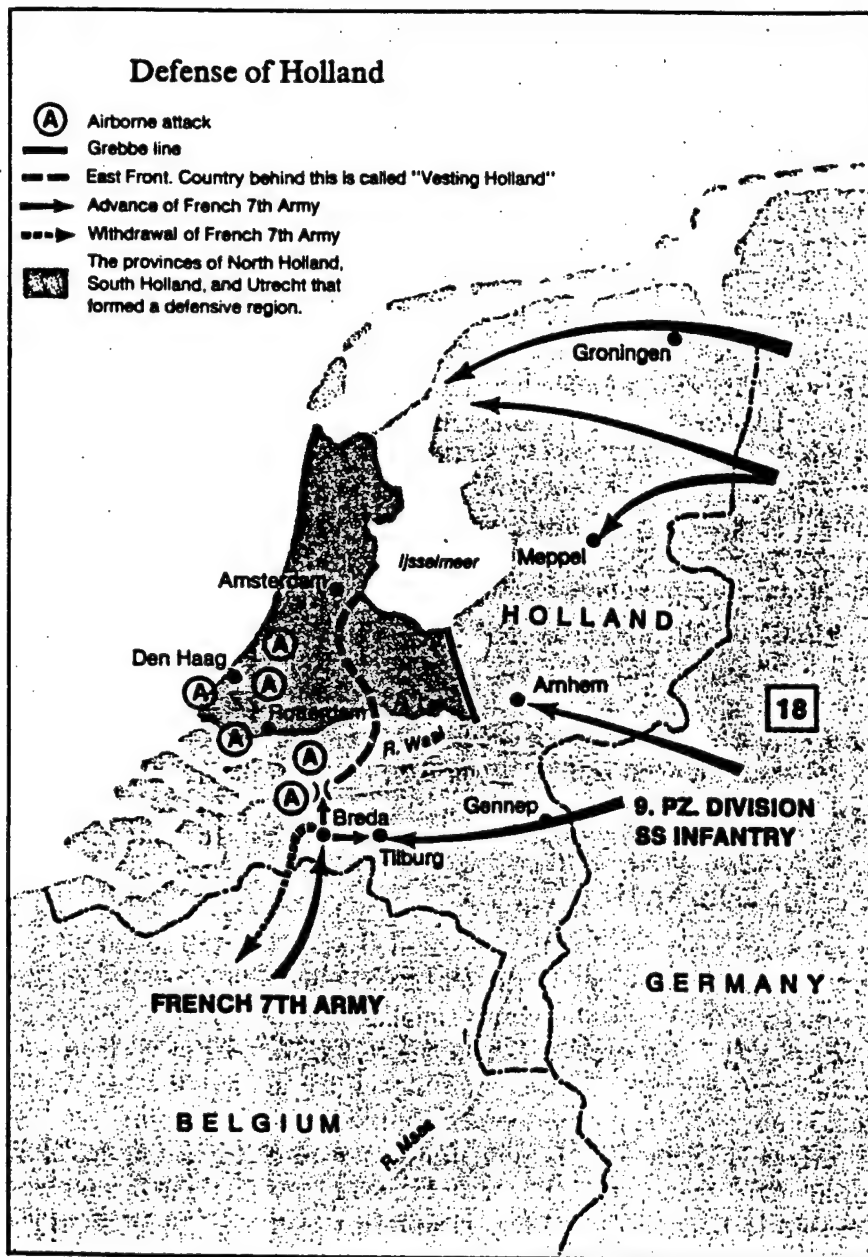 Defense of Holland
A Airborne attack
Grebbe line
East Front. Country behind this is called "Vesting Holland"
Advance of French 7th Army
Withdrawal of French 7th Army
The provinces of North Holland,
South Holland, and Utrecht that
formed a defensive region.
Groningen
Meppel
Ijsselmeer
Amsterdam
HOLLAND
A
Den Haag
A
A
Arnhem
18
Rotterdam
A
R. Waal
A
A
Breda
Gennep
9. PZ. DIVISION
SS INFANTRY
Tilburg
FRENCH 7TH ARMY
GERMANY
BELGIUM
R. Maas